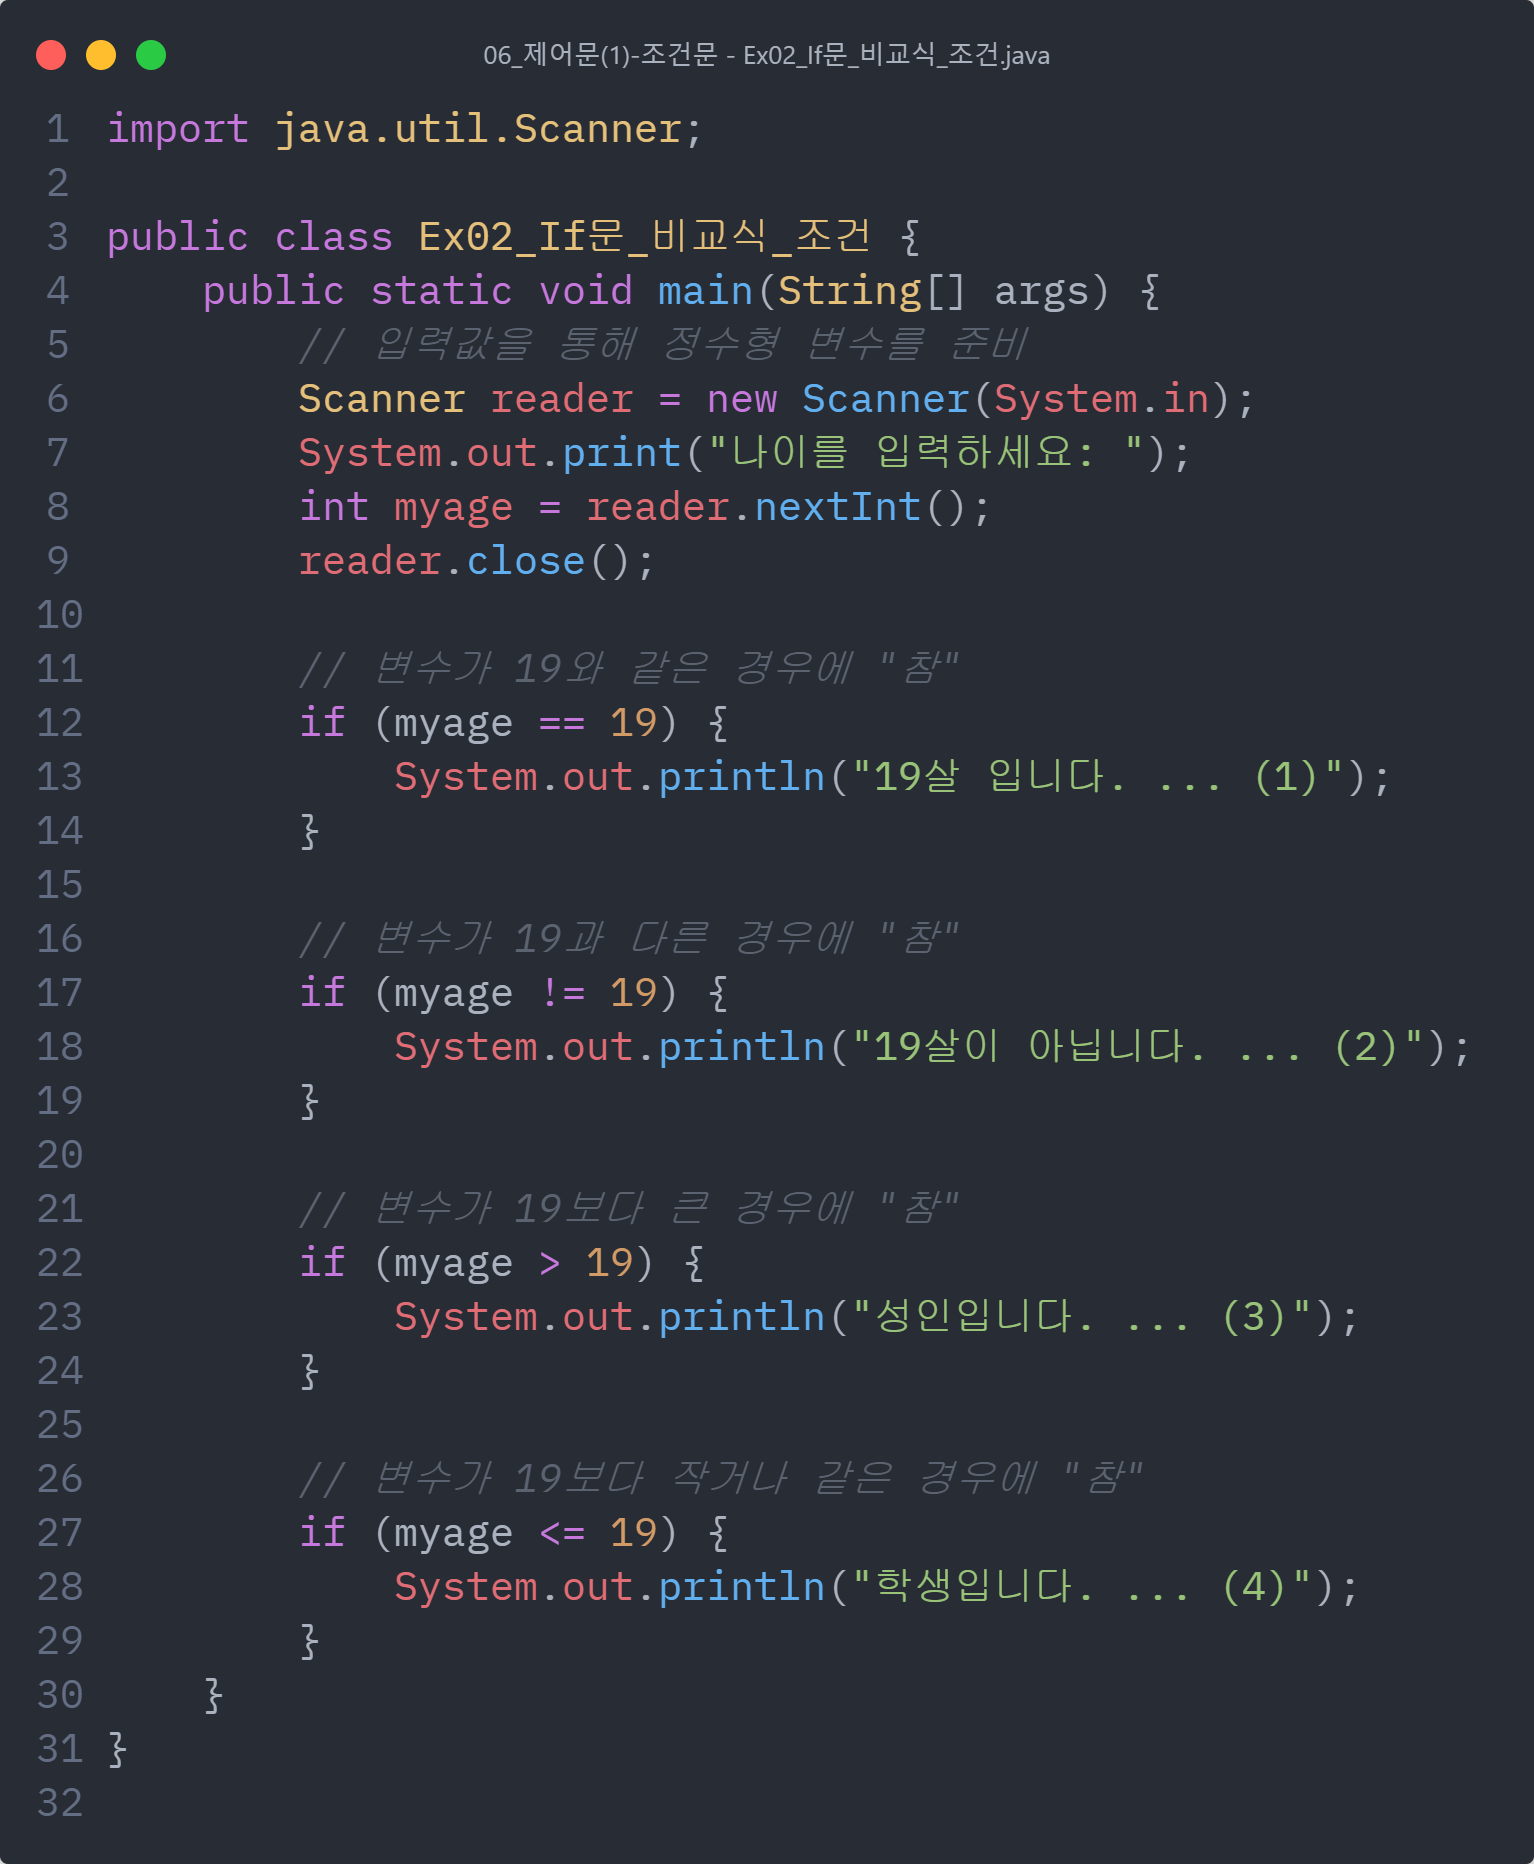 06_제어문(1)-조건문 - Ex02_If문_비교식_조건.java
1 import java.util.Scanner;
2
3 public class Ex02_If문_비교식_조건 {
4     public static void main(String[] args) {
5         // 입력값을 통해 정수형 변수를 준비
6         Scanner reader = new Scanner(System.in);
7         System.out.print("나이를 입력하세요: ");
8         int myage = reader.nextInt();
9         reader.close();
10
11         // 변수가 19와 같은 경우에 "참"
12         if (myage == 19) {
13             System.out.println("19살 입니다. ... (1)");
14         }
15
16         // 변수가 19과 다른 경우에 "참"
17         if (myage != 19) {
18             System.out.println("19살이 아닙니다. ... (2)");
19         }
20
21         // 변수가 19보다 큰 경우에 "참"
22         if (myage > 19) {
23             System.out.println("성인입니다. ... (3)");
24         }
25
26         // 변수가 19보다 작거나 같은 경우에 "참"
27         if (myage <= 19) {
28             System.out.println("학생입니다. ... (4)");
29         }
30     }
31 }
32